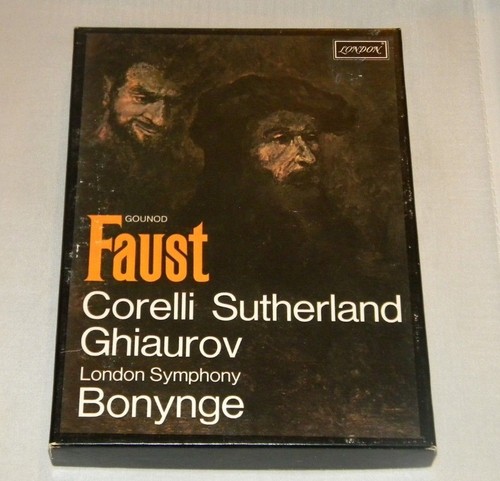 LONDON
GOUNOD
Faust
Corelli Sutherland
Ghiaurov
London Symphony
Bonynge